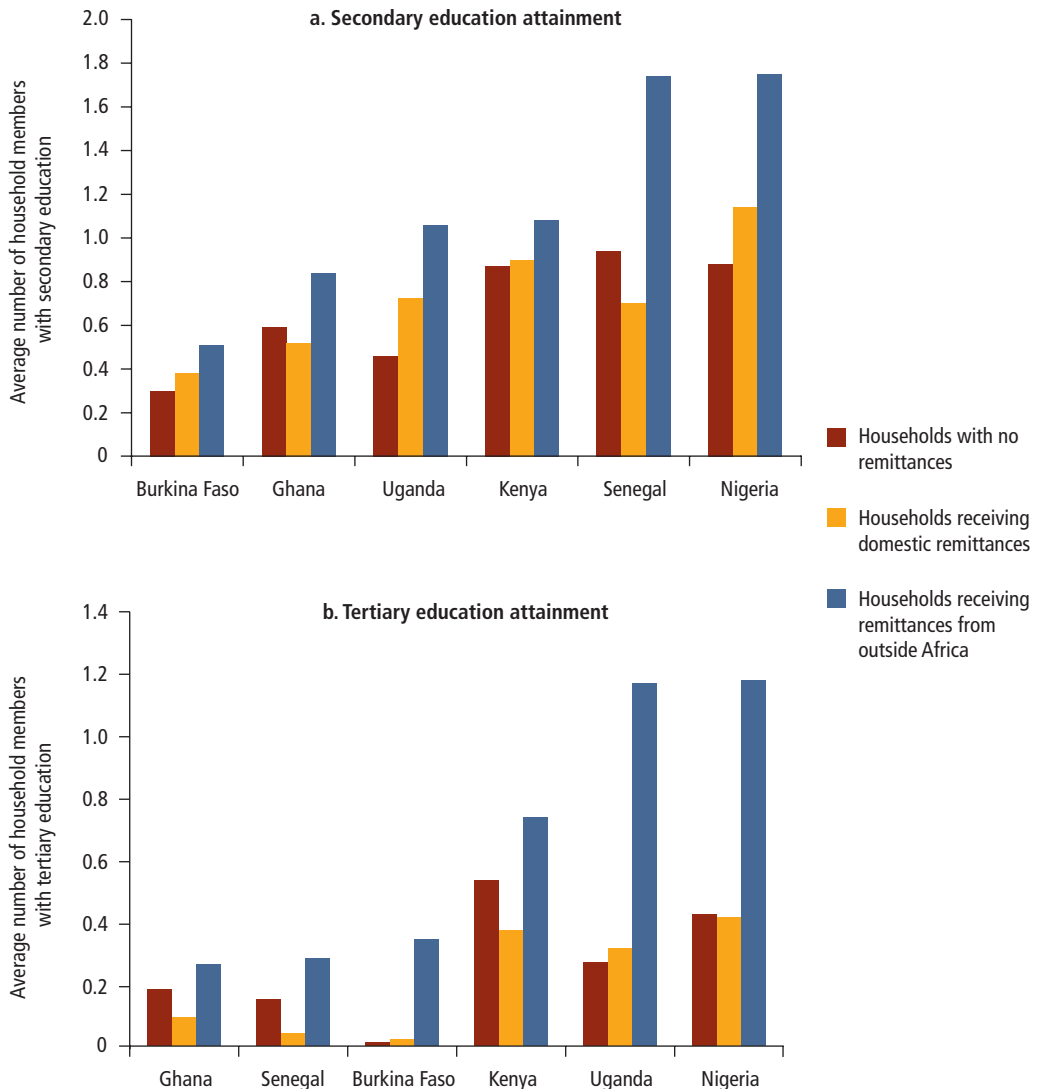 a. Secondary education attainment
Average number of household members
with secondary education
2.0
1.8
1.6
1.4
1.2
1.0
0.8
0.6
0.4
0.2
0
Burkina Faso
Ghana
Uganda
Kenya
Senegal
Nigeria
Households with no
remittances
Households receiving
domestic remittances
Households receiving
remittances from
outside Africa
b. Tertiary education attainment
Average number of household members
with tertiary education
1.4
1.2
1.0
0.8
0.6
0.4
0.2
0
Ghana
Senegal
Burkina Faso
Kenya
Uganda
Nigeria